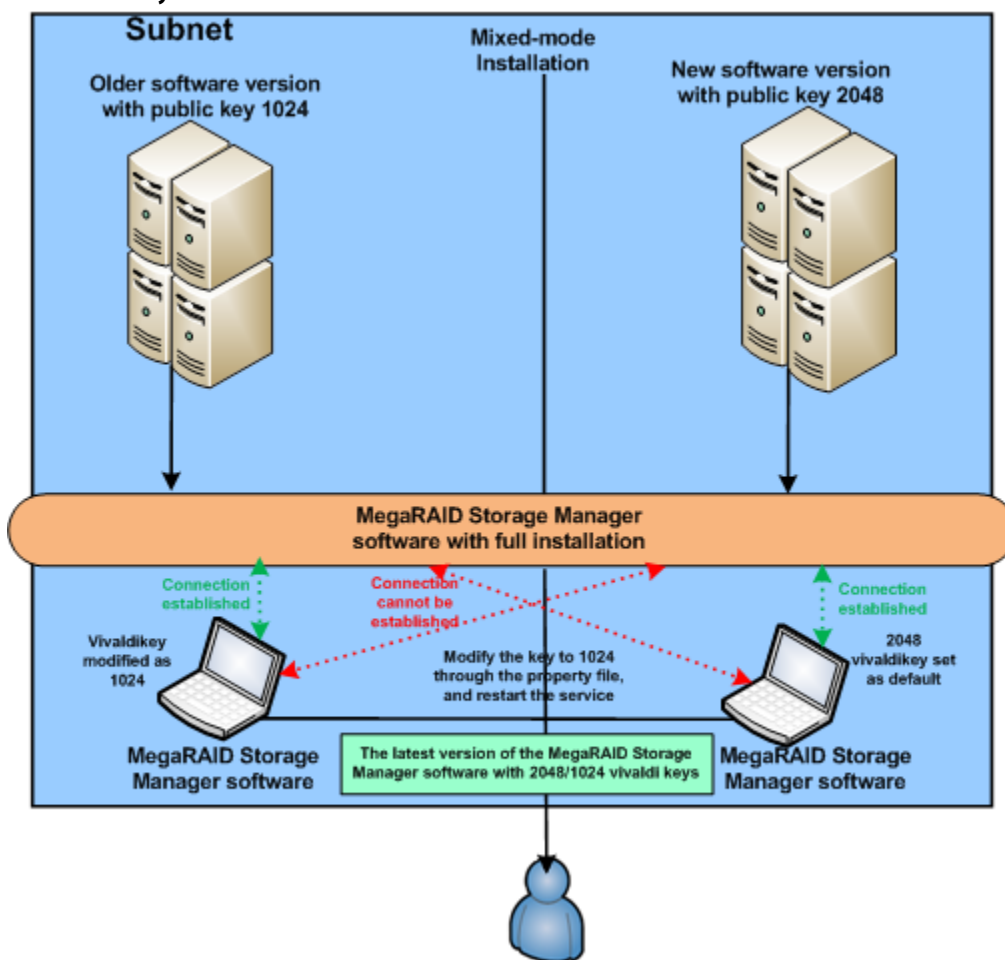 Subnet
Mixed-mode
Installation
Older software version
with public key 1024
New software version
with public key 2048
MegaRAID Storage Manager
software with full installation
Connection
established
Connection
cannot be
established
Connection
established
Vivaldikey
modified as
1024
Modify the key to 1024
through the property file,
and restart the service
2048
vivaldikey set
as default
MegaRAID Storage
Manager software
The latest version of the MegaRAID Storage
Manager software with 2048/1024 vivaldi keys
MegaRAID Storage
Manager software